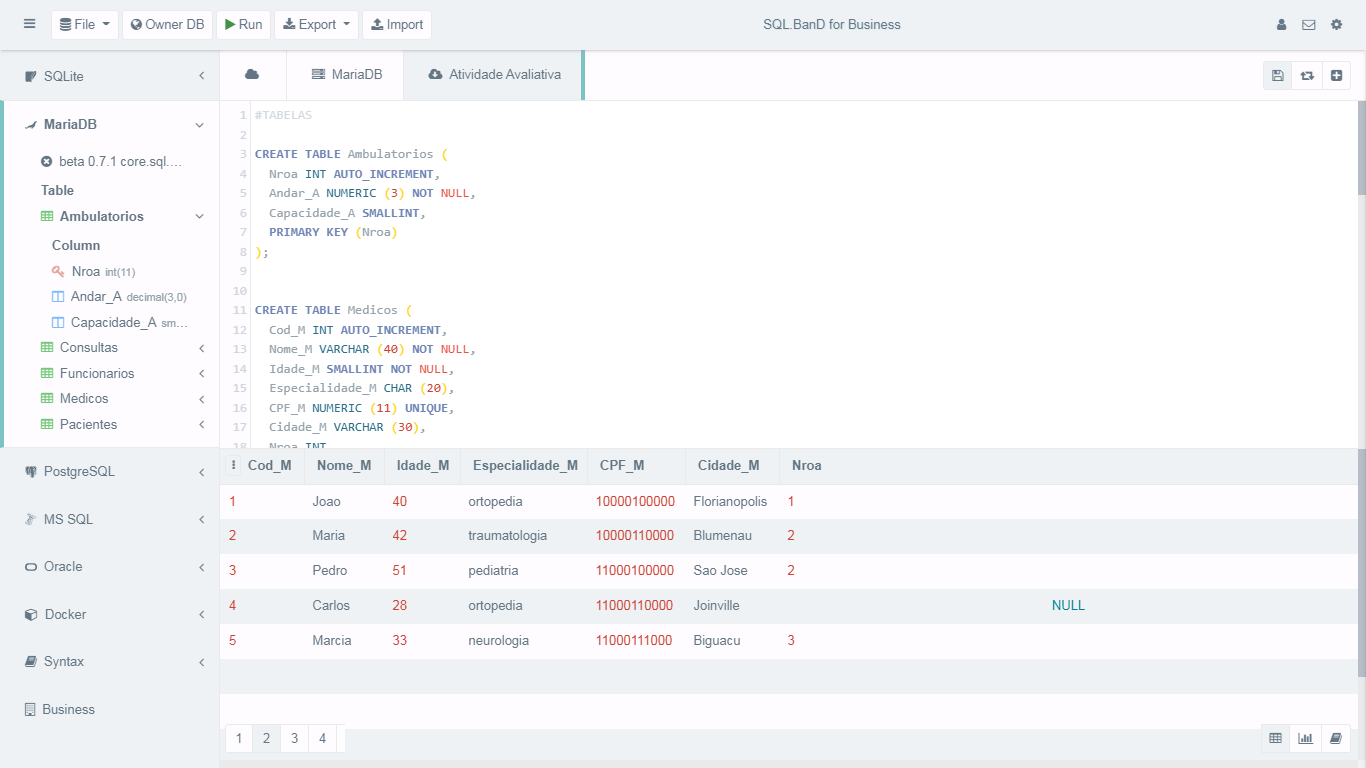 File Owner DB Run Export Import SQL.BanD for Business
SQLite
MariaDB
beta 0.7.1 core.sql....
Table
Ambulatorios
Column
Nroa int(11)
Andar_A decimal(3,0)
Capacidade_A sm...
Consultas
Funcionarios
Medicos
Pacientes
PostgreSQL
MS SQL
Oracle
Docker
Syntax
Business
MariaDB Atividade Avaliativa
1 #TABELAS
2
3 CREATE TABLE Ambulatorios (
4 Nroa INT AUTO_INCREMENT,
5 Andar_A NUMERIC (3) NOT NULL,
6 Capacidade_A SMALLINT,
7 PRIMARY KEY (Nroa)
8 );
9
10
11 CREATE TABLE Medicos (
12 Cod_M INT AUTO_INCREMENT,
13 Nome_M VARCHAR (40) NOT NULL,
14 Idade_M SMALLINT NOT NULL,
15 Especialidade_M CHAR (20),
16 CPF_M NUMERIC (11) UNIQUE,
17 Cidade_M VARCHAR (30),
18 Nroa INT
Cod_M Nome_M Idade_M Especialidade_M CPF_M Cidade_M Nroa
1 Joao 40 ortopedia 10000100000 Florianopolis 1
2 Maria 42 traumatologia 10000110000 Blumenau 2
3 Pedro 51 pediatria 11000100000 Sao Jose 2
4 Carlos 28 ortopedia 11000110000 Joinville NULL
5 Marcia 33 neurologia 11000111000 Biguacu 3
1 2 3 4